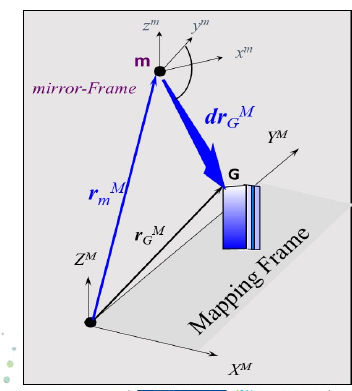 z^m
y^m
x^m
m
mirror-Frame
dr_G^M
Y^M
G
r_m^M
r_G^M
Z^M
Mapping Frame
X^M